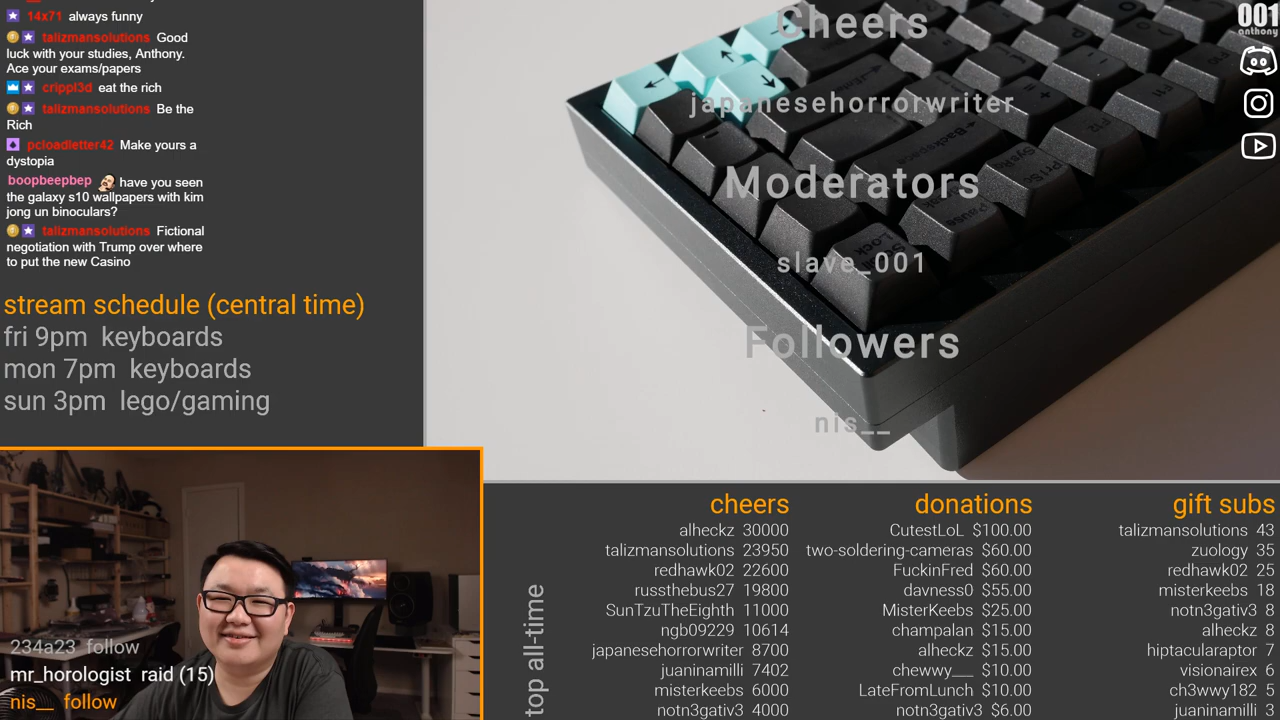 14x71 always funny
talizmansolutions Good
luck with your studies, Anthony.
Ace your exams/papers
crippl3d eat the rich
talizmansolutions Be the
Rich
pcloadletter42 Make yours a
dystopia
boopbeepbep have you seen
the galaxy s10 wallpapers with kim
jong un binoculars?
talizmansolutions Fictional
negotiation with Trump over where
to put the new Casino
stream schedule (central time)
fri 9pm keyboards
mon 7pm keyboards
sun 3pm lego/gaming
Cheers
japanesehorrorwriter
Moderators
slave_001
Followers
nis__
Backspace
PrtSc
SysRq
Pause
Lock
F12
F11
001
anthony
234a23 follow
mr_horologist raid (15)
nis__ follow
top all-time
cheers
alheckz 30000
talizmansolutions 23950
redhawk02 22600
russthebus27 19800
SunTzuTheEighth 11000
ngb09229 10614
japanesehorrorwriter 8700
juaninamilli 7402
misterkeebs 6000
notn3gativ3 4000
donations
CutestLoL $100.00
two-soldering-cameras $60.00
FuckinFred $60.00
davness0 $55.00
MisterKeebs $25.00
champalan $15.00
alheckz $15.00
chewwy___ $10.00
LateFromLunch $10.00
notn3gativ3 $6.00
gift subs
talizmansolutions 43
zuology 35
redhawk02 25
misterkeebs 18
notn3gativ3 8
alheckz 8
hiptacularaptor 7
visionairex 6
ch3wwy182 5
juaninamilli 3